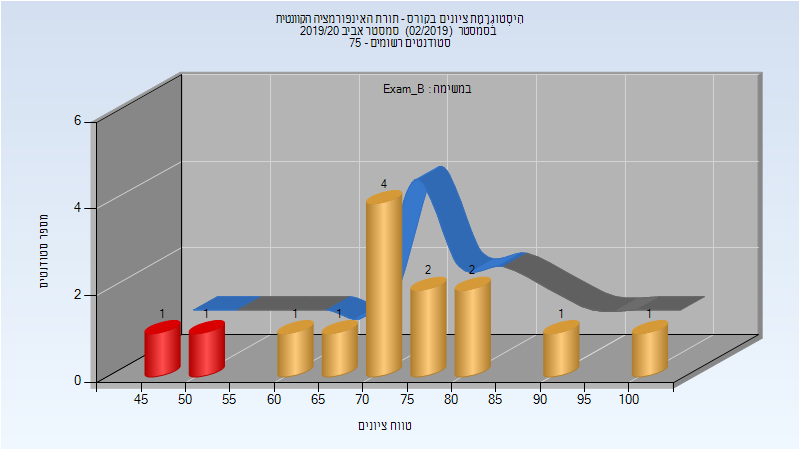 היסטוגרמת ציונים בקורס - תורת האינפורמציה הקוונטית
בסמסטר (02/2019) סמסטר אביב 2019/20
סטודנטים רשומים - 75
במשימה : Exam_B
מספר סטודנטים
6
4
2
0
1 1 1 1 4 2 2 1 1
45 50 55 60 65 70 75 80 85 90 95 100
טווח ציונים